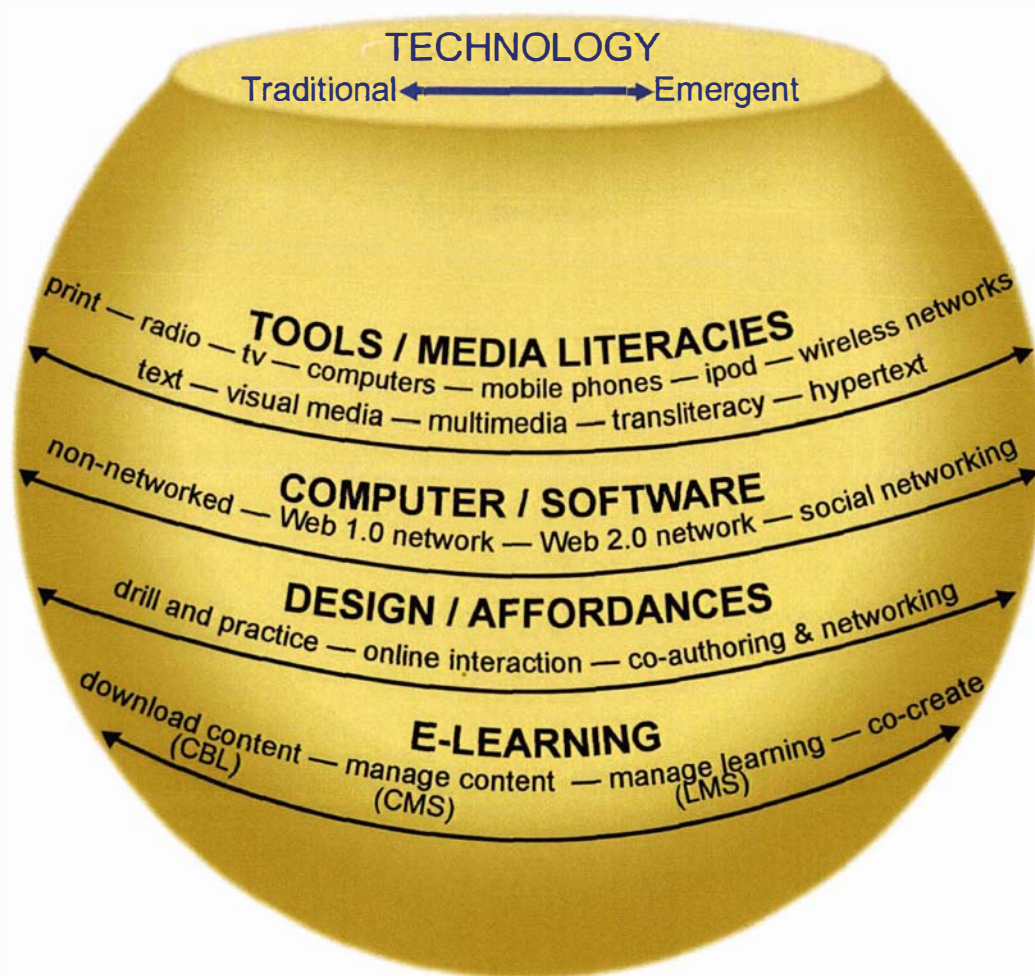 TECHNOLOGY
Traditional Emergent
TOOLS / MEDIA LITERACIES
print — radio — tv — computers — mobile phones — ipod — wireless networks
text — visual media — multimedia — transliteracy — hypertext
COMPUTER / SOFTWARE
non-networked — Web 1.0 network — Web 2.0 network — social networking
DESIGN / AFFORDANCES
drill and practice — online interaction — co-authoring & networking
E-LEARNING
download content — manage content — manage learning — co-create
(CBL) (CMS) (LMS)